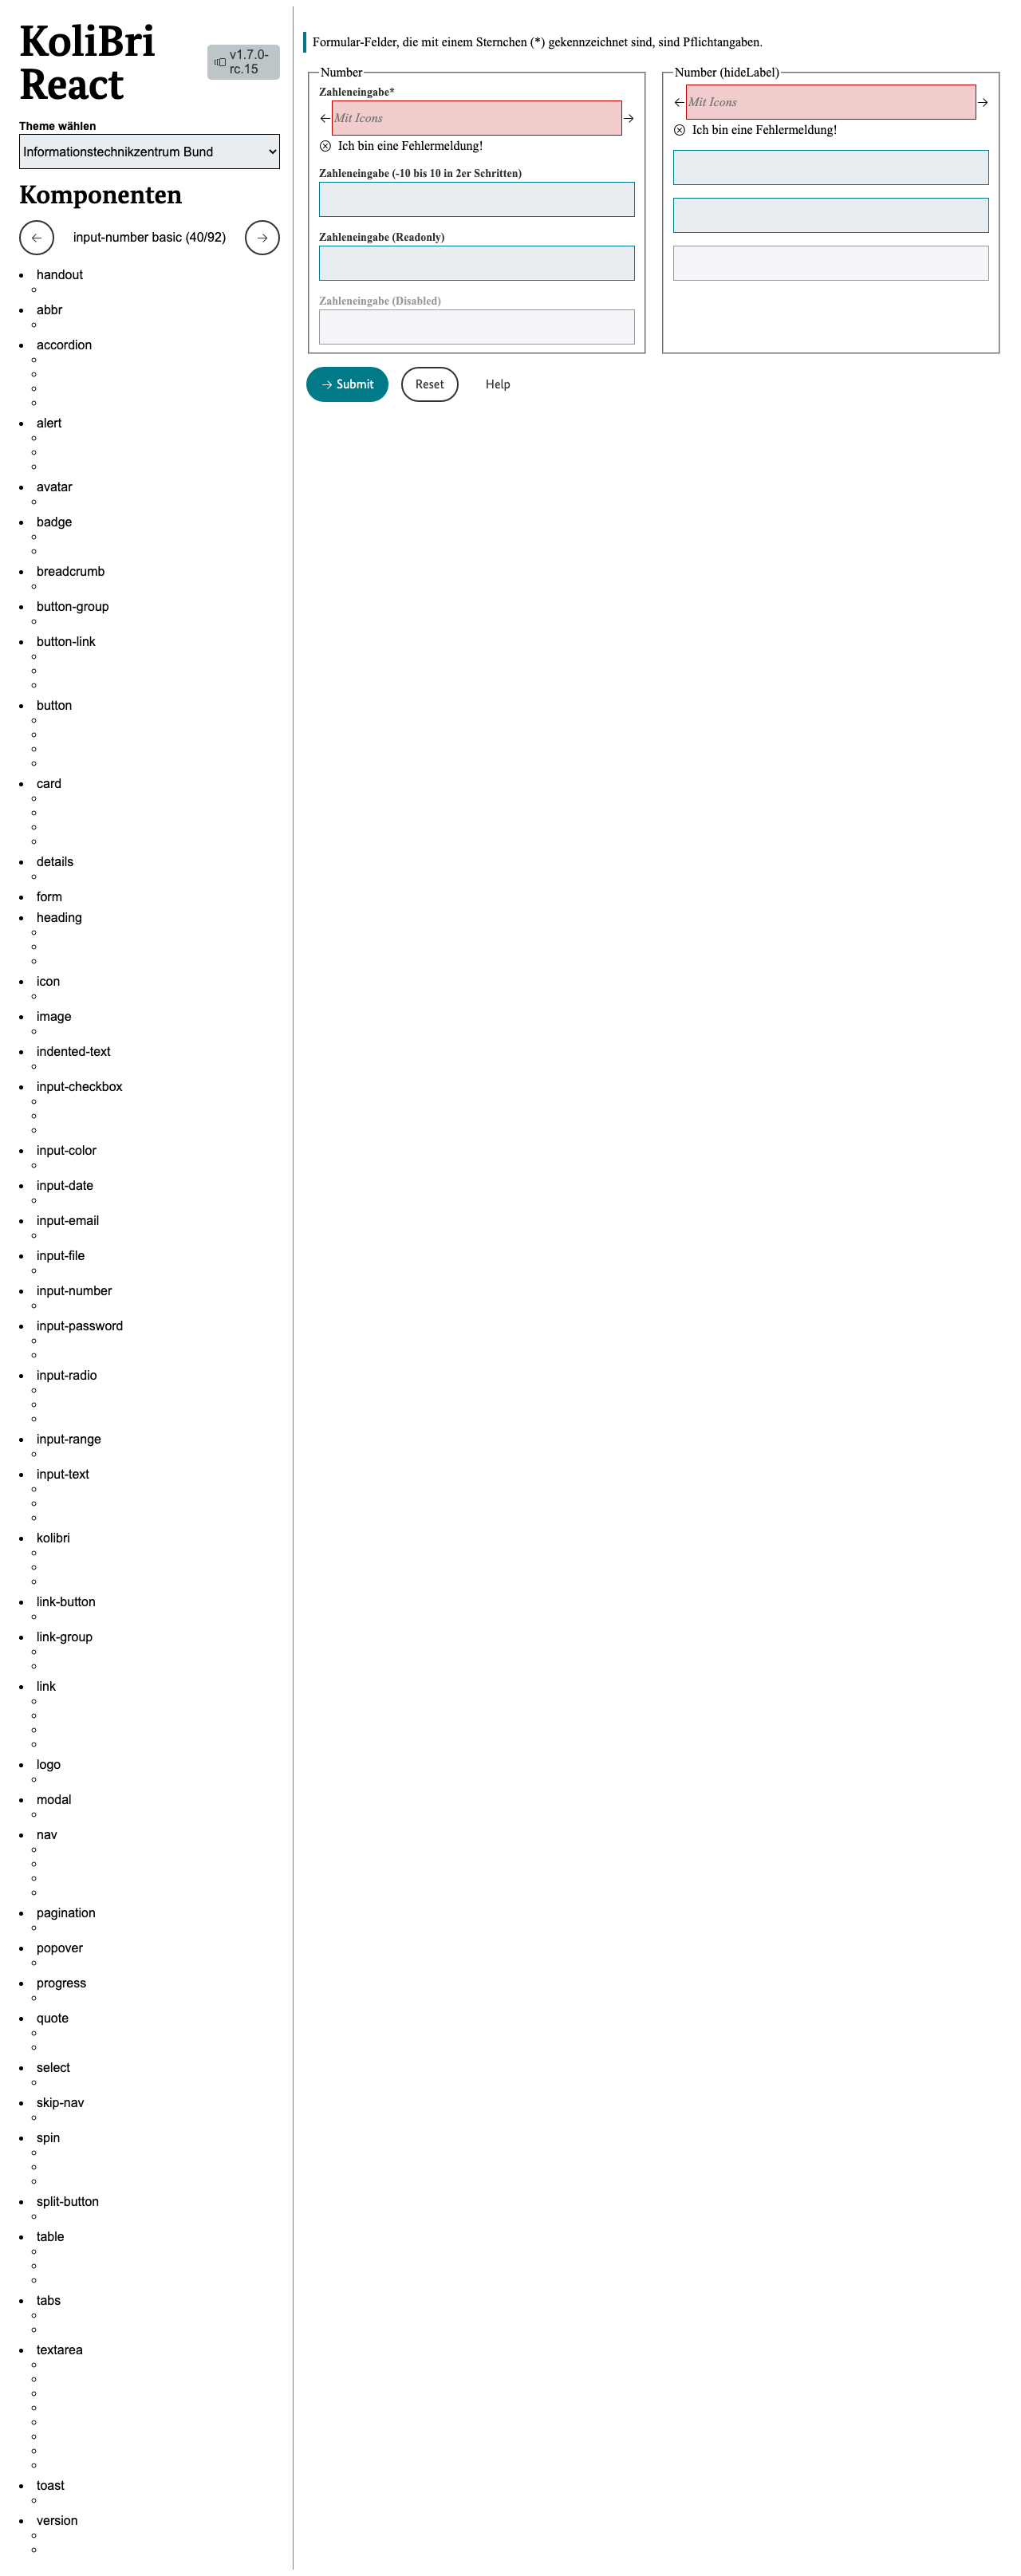 KoliBri
React
v1.7.0-
rc.15
Theme wählen
Informationstechnikzentrum Bund
Komponenten
input-number basic (40/92)
handout
abbr
accordion
alert
avatar
badge
breadcrumb
button-group
button-link
button
card
details
form
heading
icon
image
indented-text
input-checkbox
input-color
input-date
input-email
input-file
input-number
input-password
input-radio
input-range
input-text
kolibri
link-button
link-group
link
logo
modal
nav
pagination
popover
progress
quote
select
skip-nav
spin
split-button
table
tabs
textarea
toast
version
Formular-Felder, die mit einem Sternchen (*) gekennzeichnet sind, sind Pflichtangaben.
Number
Zahleneingabe*
Mit Icons
Ich bin eine Fehlermeldung!
Zahleneingabe (-10 bis 10 in 2er Schritten)
Zahleneingabe (Readonly)
Zahleneingabe (Disabled)
Number (hideLabel)
Mit Icons
Ich bin eine Fehlermeldung!
Submit
Reset
Help